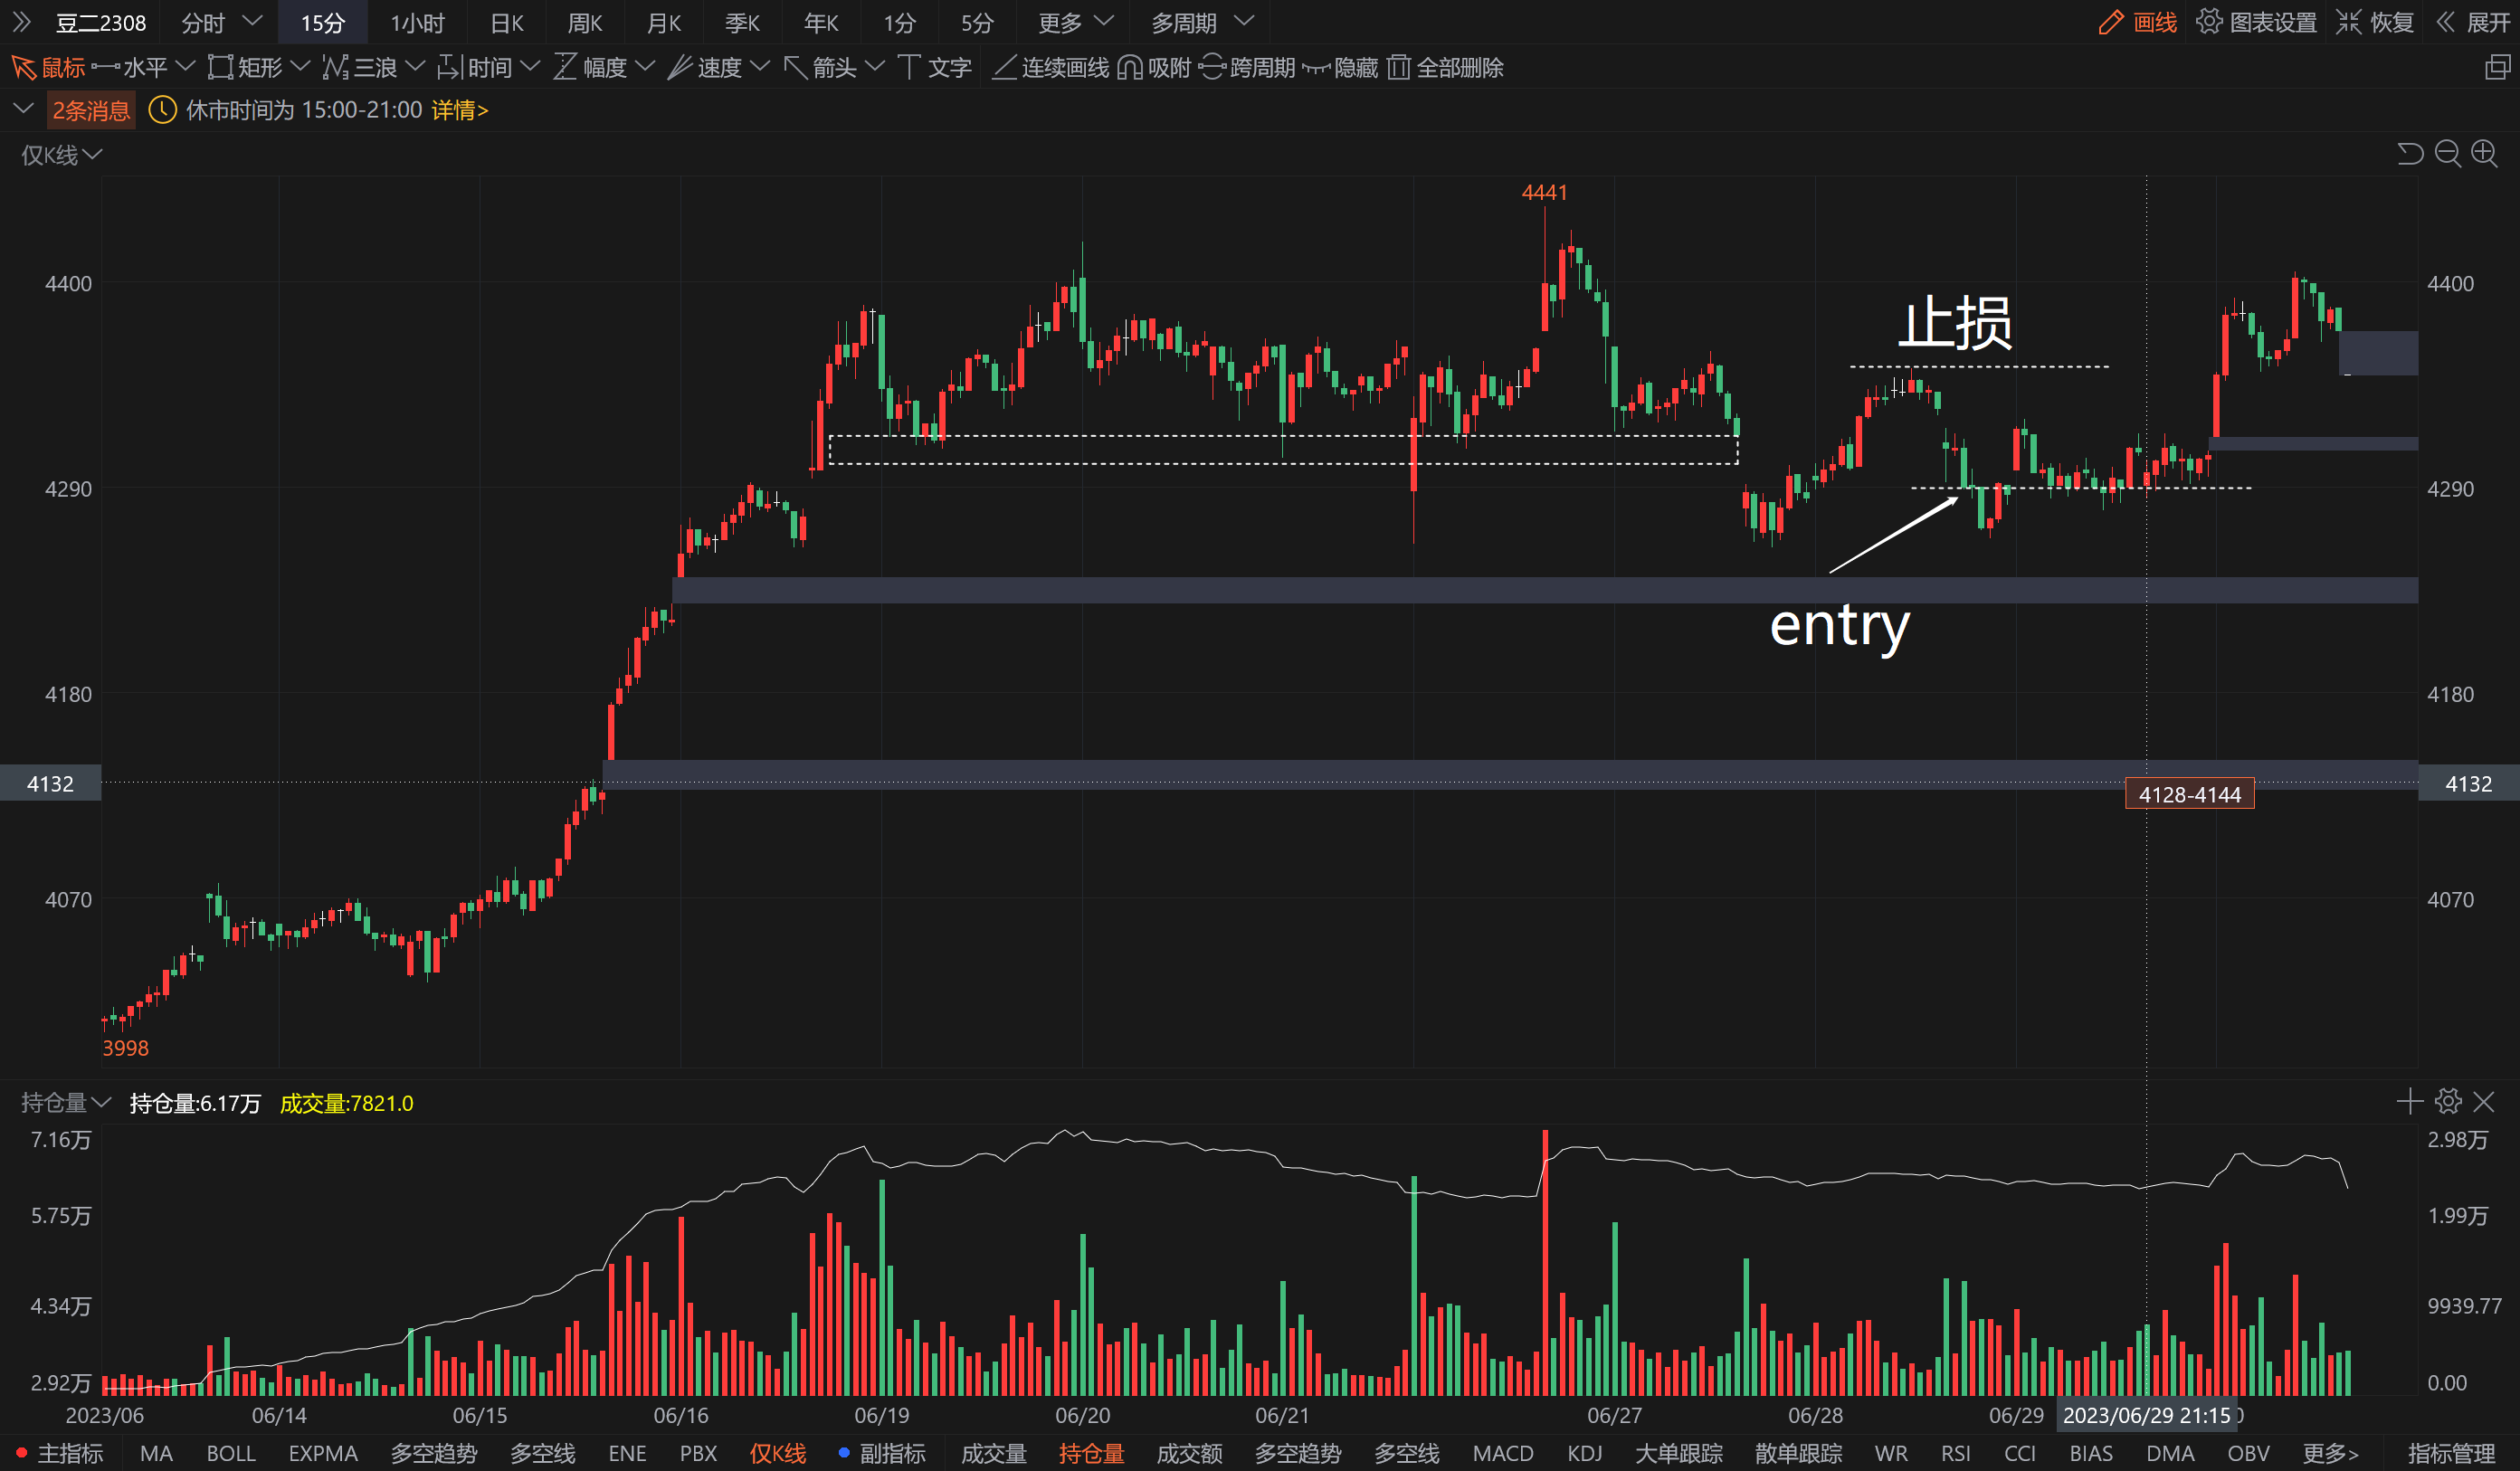 豆二2308 分时 15分 1小时 日K 周K 月K 季K 年K 1分 5分 更多 多周期 画线 图表设置 恢复 展开
鼠标 水平 矩形 三浪 时间 幅度 速度 箭头 文字 连续画线 吸附 跨周期 隐藏 全部删除
2条消息 休市时间为 15:00-21:00 详情>
仅K线
4441
4400 4400
止损
4290 4290
entry
4180 4180
4132 4132
4128-4144
4070 4070
3998
持仓量 持仓量:6.17万 成交量:7821.0
7.16万 2.98万
5.75万 1.99万
4.34万 9939.77
2.92万 0.00
2023/06 06/14 06/15 06/16 06/19 06/20 06/21 06/27 06/28 06/29 2023/06/29 21:15
主指标 MA BOLL EXPMA 多空趋势 多空线 ENE PBX 仅K线 副指标 成交量 持仓量 成交额 多空趋势 多空线 MACD KDJ 大单跟踪 散单跟踪 WR RSI CCI BIAS DMA OBV 更多> 指标管理